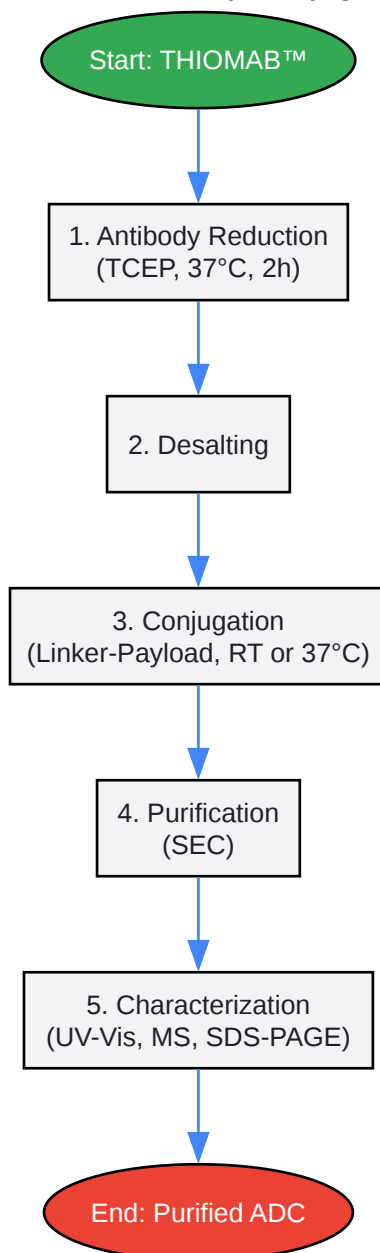 Start: THIOMAB™
1. Antibody Reduction
(TCEP, 37°C, 2h)
2. Desalting
3. Conjugation
(Linker-Payload, RT or 37°C)
4. Purification
(SEC)
5. Characterization
(UV-Vis, MS, SDS-PAGE)
End: Purified ADC